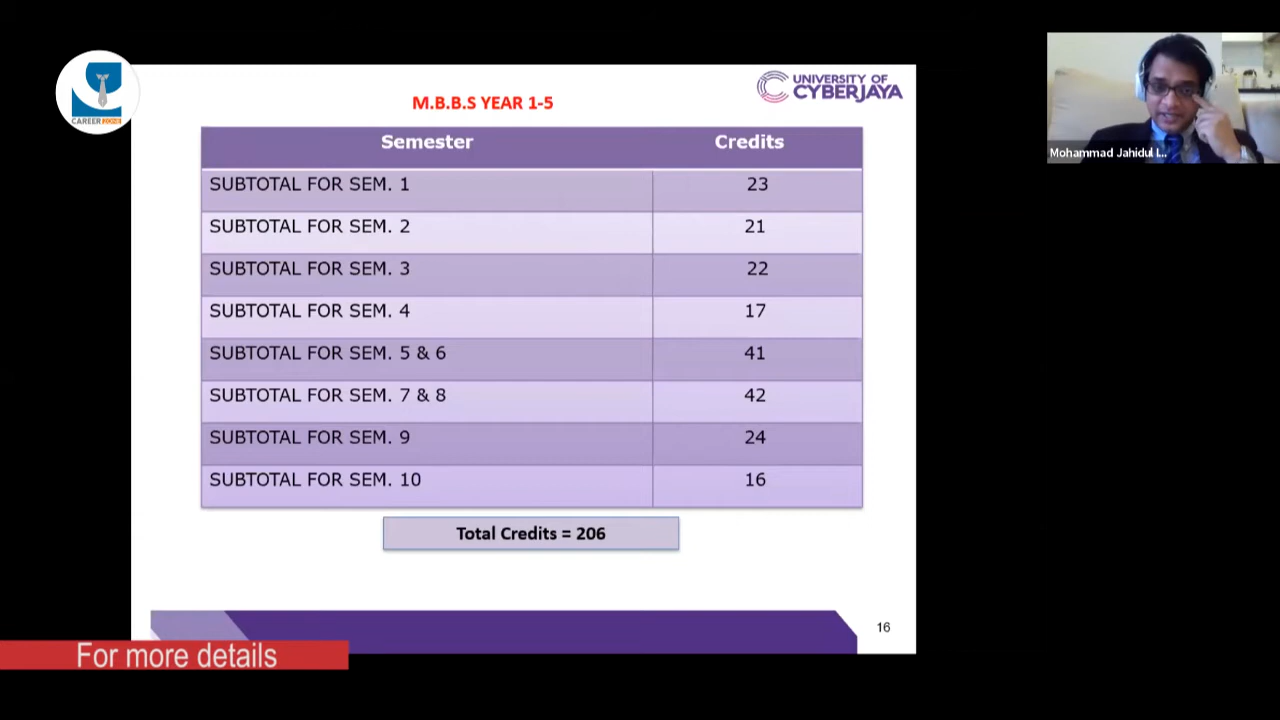 CAREER
UNIVERSITY OF
CYBERJAYA
Mohammad Jahidul I...
M.B.B.S YEAR 1-5
Semester Credits
SUBTOTAL FOR SEM. 1 23
SUBTOTAL FOR SEM. 2 21
SUBTOTAL FOR SEM. 3 22
SUBTOTAL FOR SEM. 4 17
SUBTOTAL FOR SEM. 5 & 6 41
SUBTOTAL FOR SEM. 7 & 8 42
SUBTOTAL FOR SEM. 9 24
SUBTOTAL FOR SEM. 10 16
Total Credits = 206
16
For more details